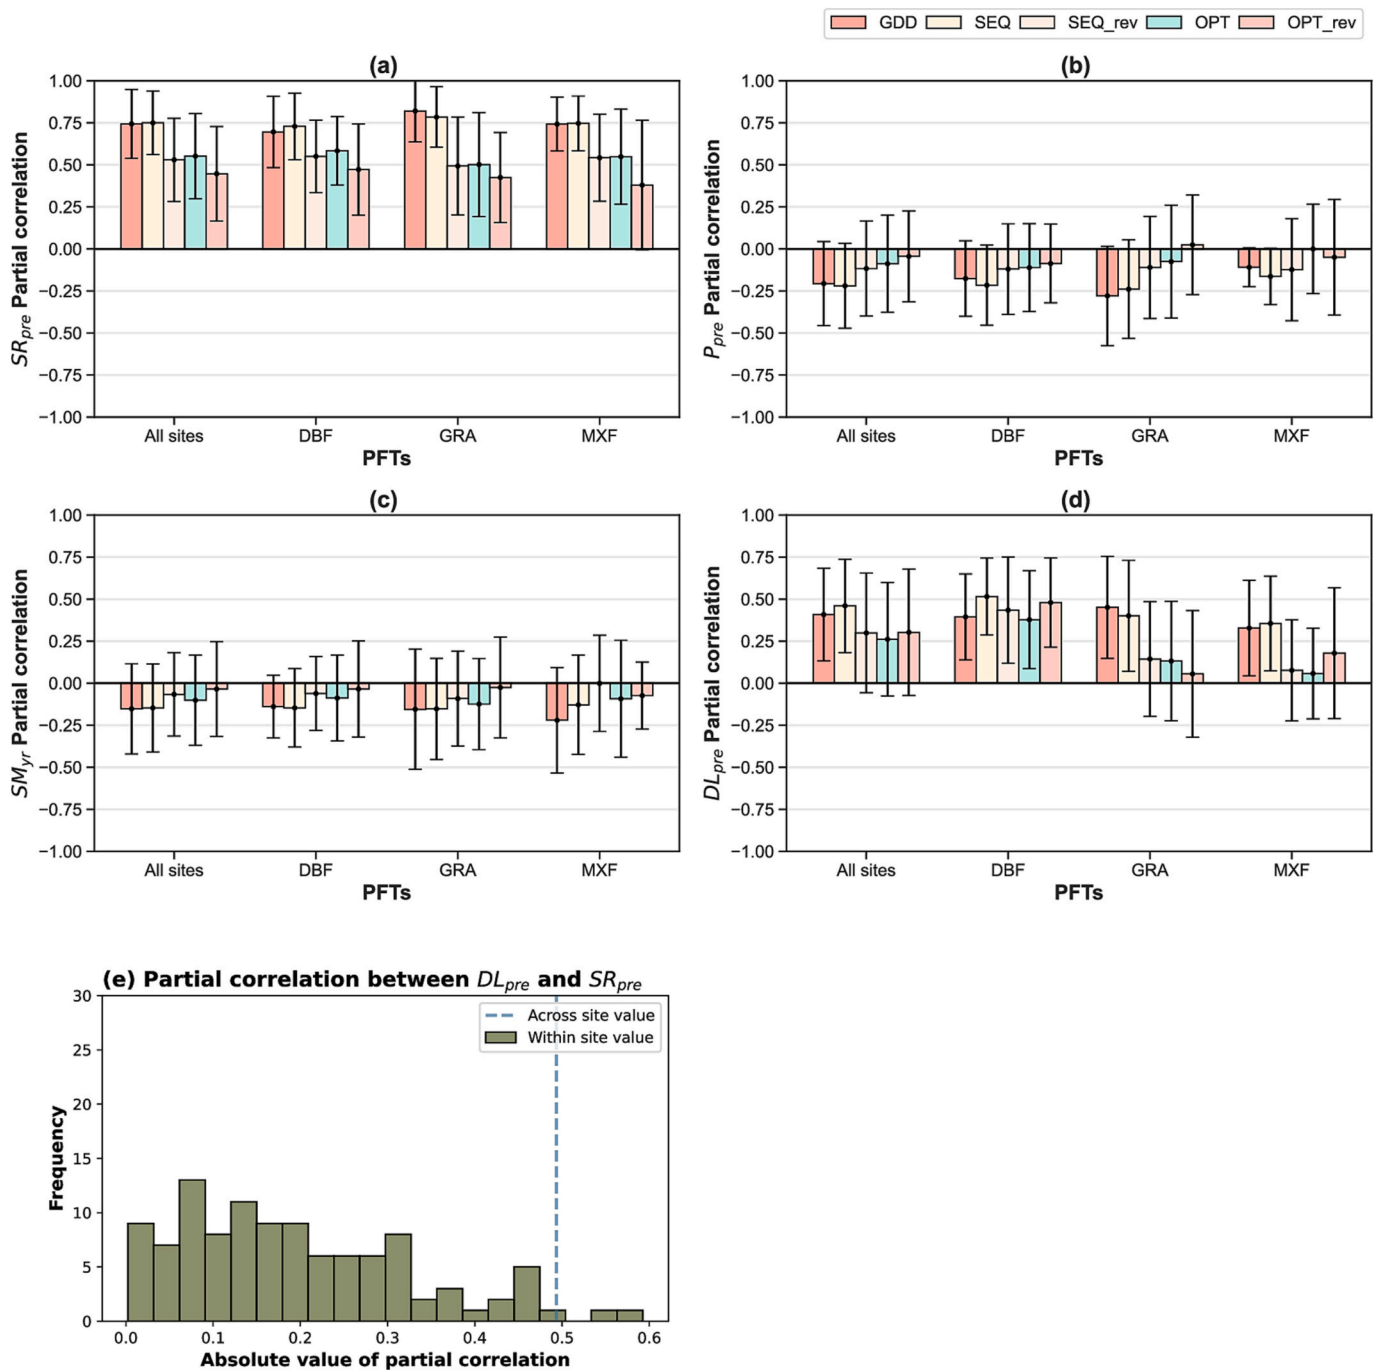 GDD SEQ SEQ_rev OPT OPT_rev
(a)
1.00
0.75
0.50
0.25
0.00
−0.25
−0.50
−0.75
−1.00
SRpre Partial correlation
All sites DBF GRA MXF
PFTs
(b)
1.00
0.75
0.50
0.25
0.00
−0.25
−0.50
−0.75
−1.00
Ppre Partial correlation
All sites DBF GRA MXF
PFTs
(c)
1.00
0.75
0.50
0.25
0.00
−0.25
−0.50
−0.75
−1.00
SMyr Partial correlation
All sites DBF GRA MXF
PFTs
(d)
1.00
0.75
0.50
0.25
0.00
−0.25
−0.50
−0.75
−1.00
DLpre Partial correlation
All sites DBF GRA MXF
PFTs
(e) Partial correlation between DLpre and SRpre
Across site value
Within site value
30
25
20
15
10
5
0
Frequency
0.0 0.1 0.2 0.3 0.4 0.5 0.6
Absolute value of partial correlation